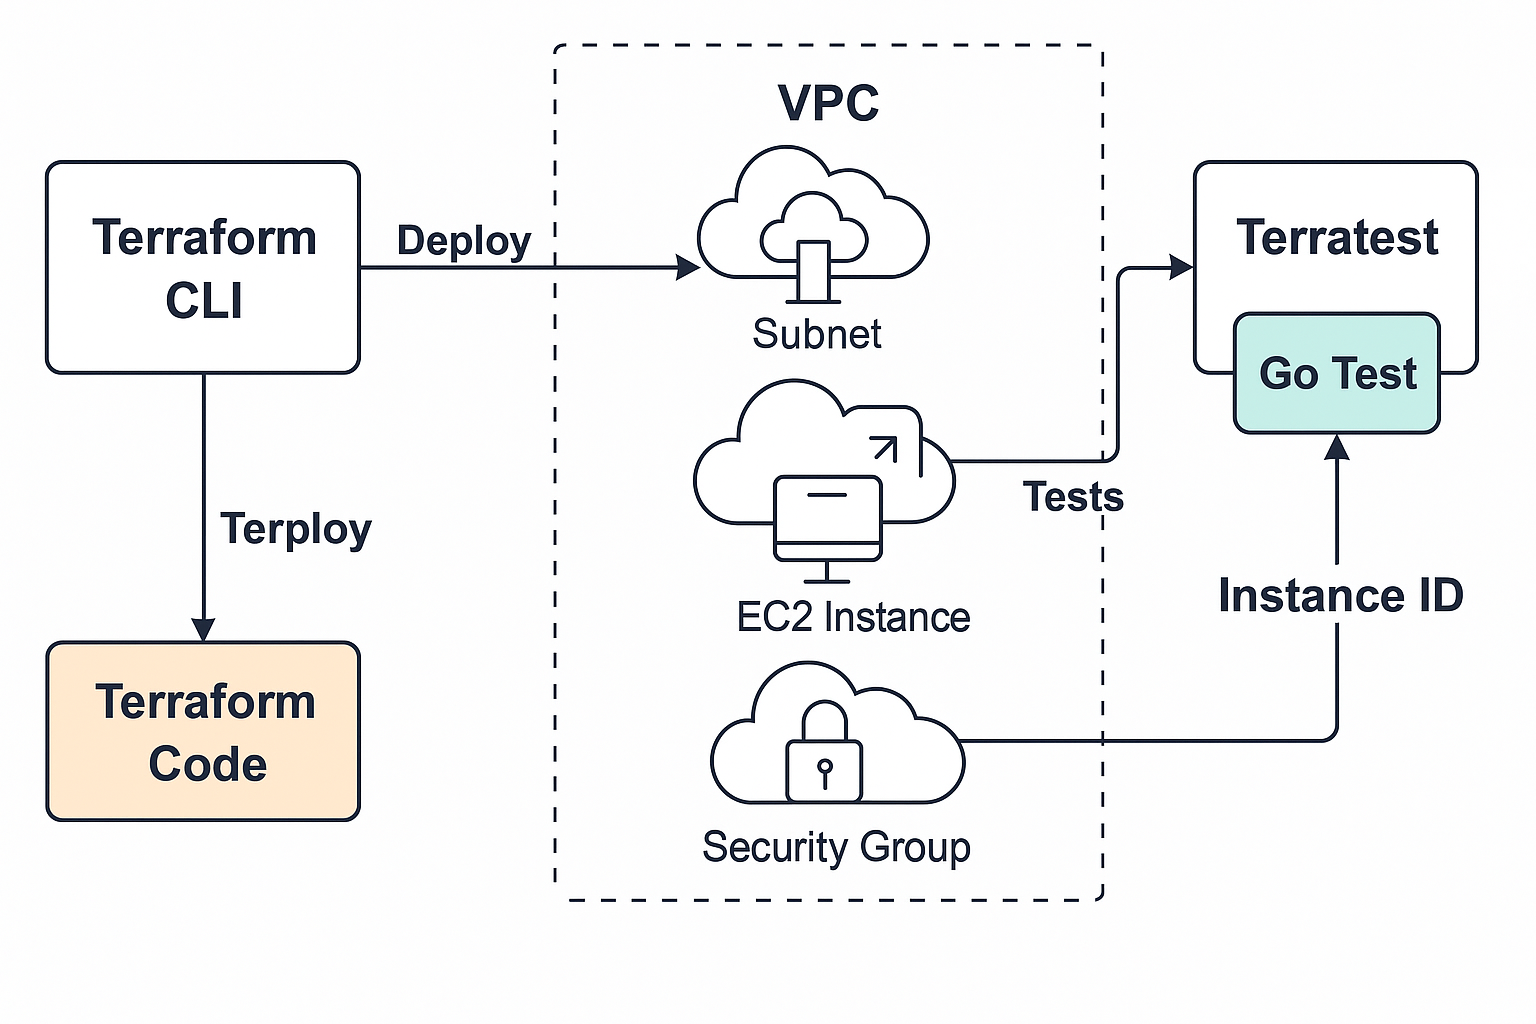 VPC
Terraform
CLI
Deploy
Subnet
Terratest
Go Test
Terploy
EC2 Instance
Tests
Instance ID
Terraform
Code
Security Group